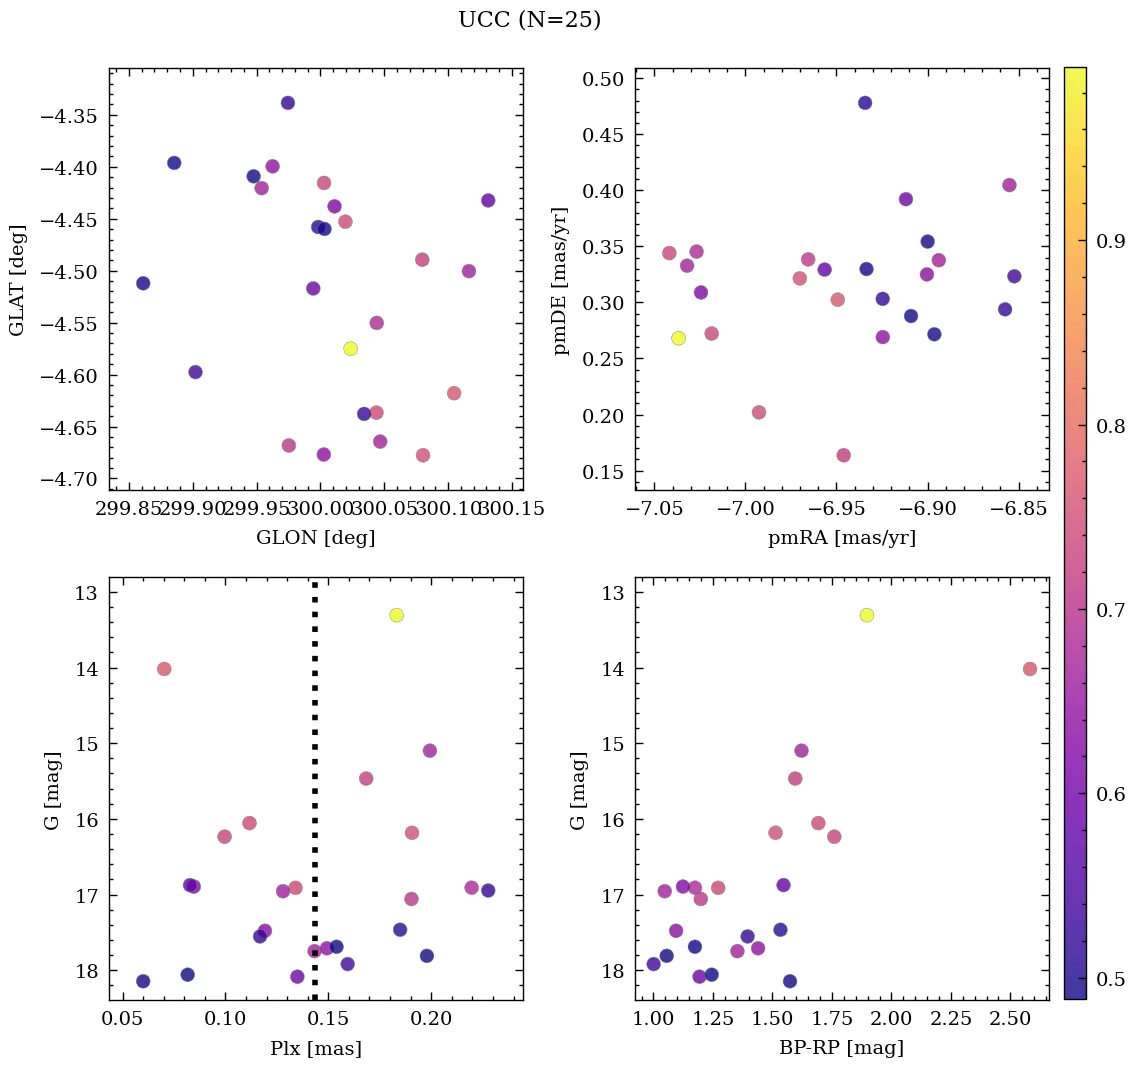 UCC (N=25)
−4.35
−4.40
−4.45
−4.50
−4.55
−4.60
−4.65
−4.70
GLAT [deg]
299.85 299.90 299.95 300.00 300.05 300.10 300.15
GLON [deg]
0.50
0.45
0.40
0.35
0.30
0.25
0.20
0.15
pmDE [mas/yr]
−7.05 −7.00 −6.95 −6.90 −6.85
pmRA [mas/yr]
13
14
15
16
17
18
G [mag]
0.05 0.10 0.15 0.20
Plx [mas]
13
14
15
16
17
18
G [mag]
1.00 1.25 1.50 1.75 2.00 2.25 2.50
BP-RP [mag]
0.9
0.8
0.7
0.6
0.5